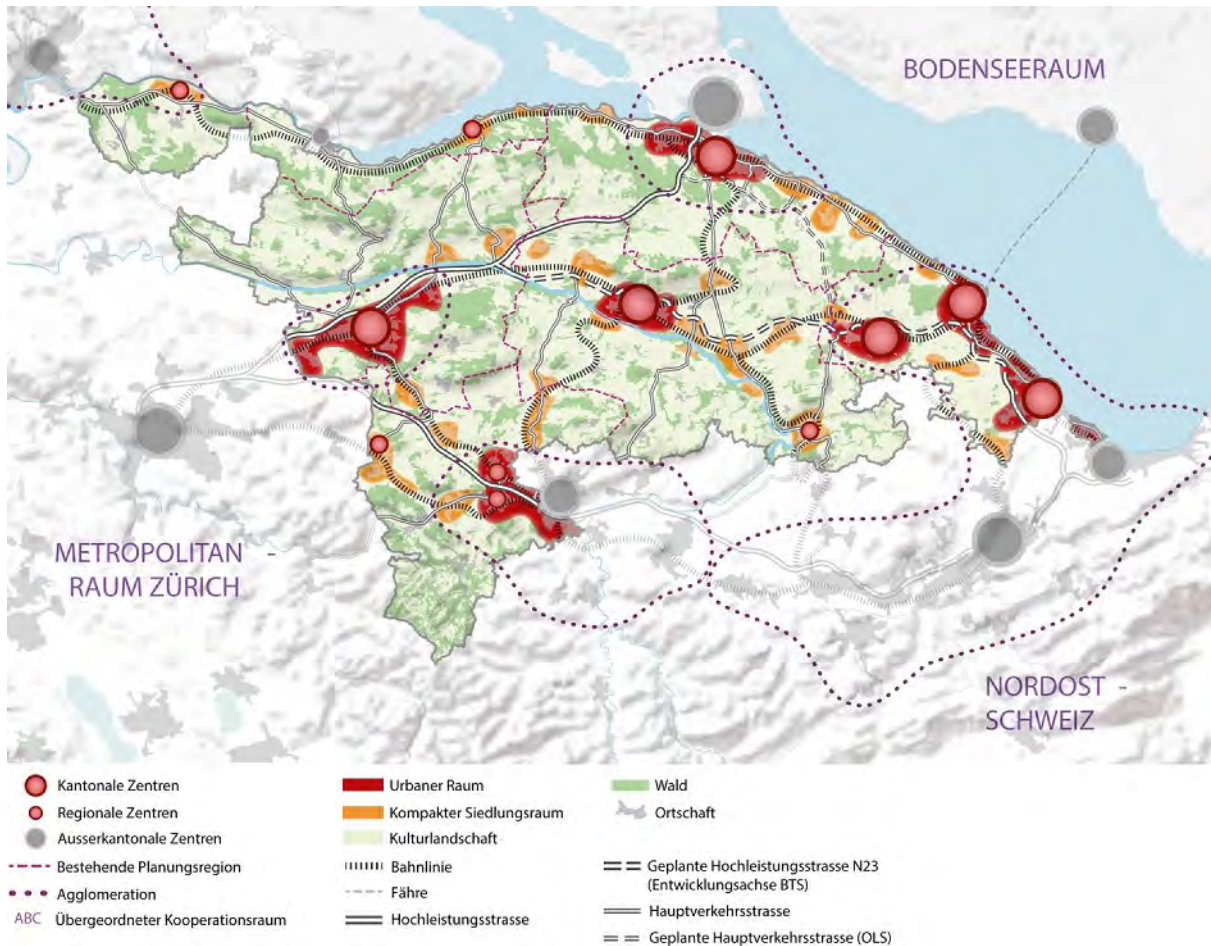 BODENSEERAUM
METROPOLITAN -
RAUM ZÜRICH
NORDOST -
SCHWEIZ
Kantonale Zentren
Regionale Zentren
Ausserkantonale Zentren
Bestehende Planungsregion
Agglomeration
ABC Übergeordneter Kooperationsraum
Urbaner Raum
Kompakter Siedlungsraum
Kulturlandschaft
Bahnlinie
Fähre
Hochleistungsstrasse
Wald
Ortschaft
Geplante Hochleistungsstrasse N23
(Entwicklungsachse BTS)
Hauptverkehrsstrasse
Geplante Hauptverkehrsstrasse (OLS)